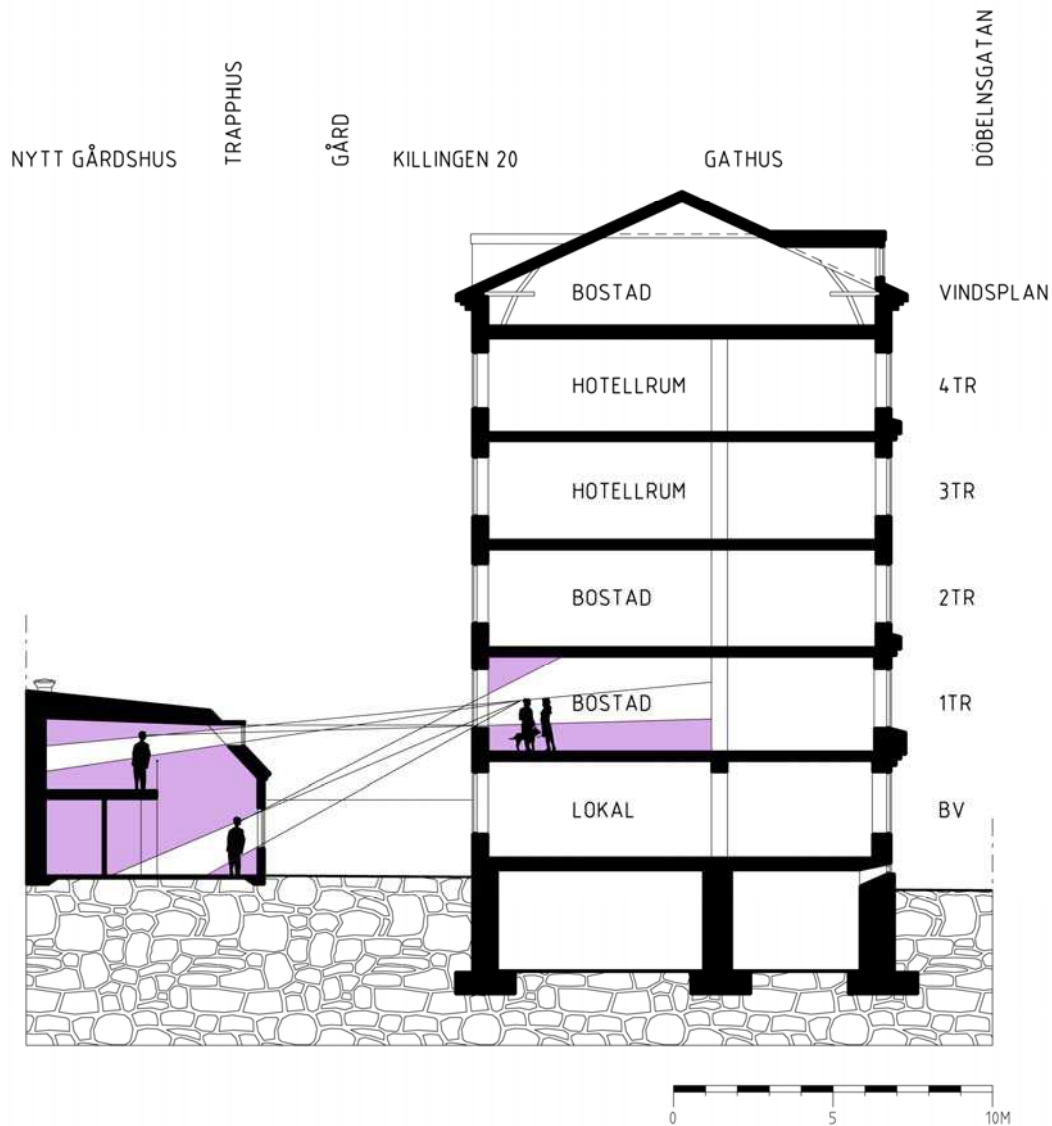 NYTT GÅRDSHUS
TRAPPHUS
GÅRD
KILLINGEN 20
GATHUS
DÖBELNSGATAN
BOSTAD
VINDSPLAN
HOTELLRUM
4TR
HOTELLRUM
3TR
BOSTAD
2TR
BOSTAD
1TR
LOKAL
BV
0
5
10M